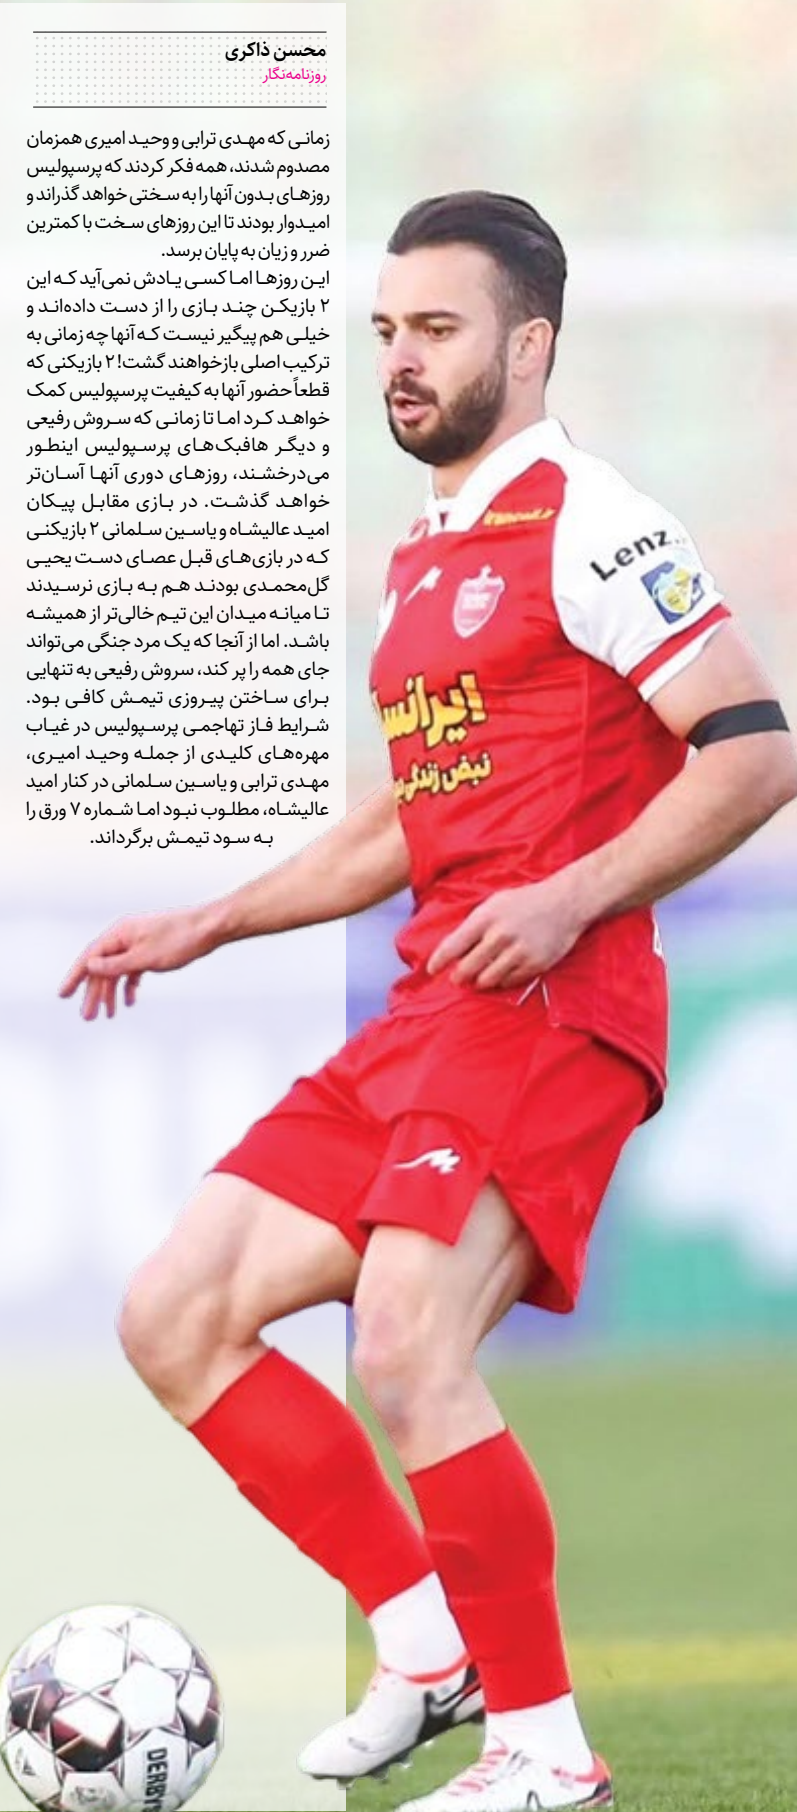 محسن ذاکری
روزنامه‌نگار
زمانی که مهدی ترابی و وحید امیری همزمان
مصدوم شدند، همه فکر کردند که پرسپولیس
روزهای بدون آنها را به سختی خواهد گذراند و
امیدوار بودند تا این روزهای سخت با کمترین
ضرر و زیان به پایان برسد.
این روزها اما کسی یادش نمی‌آید که این
۲ بازیکن چند بازی را از دست داده‌اند و
خیلی هم پیگیر نیست که آنها چه زمانی به
ترکیب اصلی بازخواهند گشت! ۲ بازیکنی که
قطعاً حضور آنها به کیفیت پرسپولیس کمک
خواهد کرد اما تا زمانی که سروش رفیعی
و دیگر هافبک‌های پرسپولیس اینطور
می‌درخشند، روزهای دوری آنها آسان‌تر
خواهد گذشت. در بازی مقابل پیکان
امید عالیشاه و یاسین سلمانی ۲ بازیکنی
که در بازی‌های قبل عصای دست یحیی
گل‌محمدی بودند هم به بازی نرسیدند
تا میانه میدان این تیم خالی‌تر از همیشه
باشد. اما از آنجا که یک مرد جنگی می‌تواند
جای همه را پر کند، سروش رفیعی به تنهایی
برای ساختن پیروزی تیمش کافی بود.
شرایط فاز تهاجمی پرسپولیس در غیاب
مهره‌های کلیدی از جمله وحید امیری،
مهدی ترابی و یاسین سلمانی در کنار امید
عالیشاه، مطلوب نبود اما شماره ۷ ورق را
به سود تیمش برگرداند.
Lenz
ایرانس
نبض زندگی
DERBY